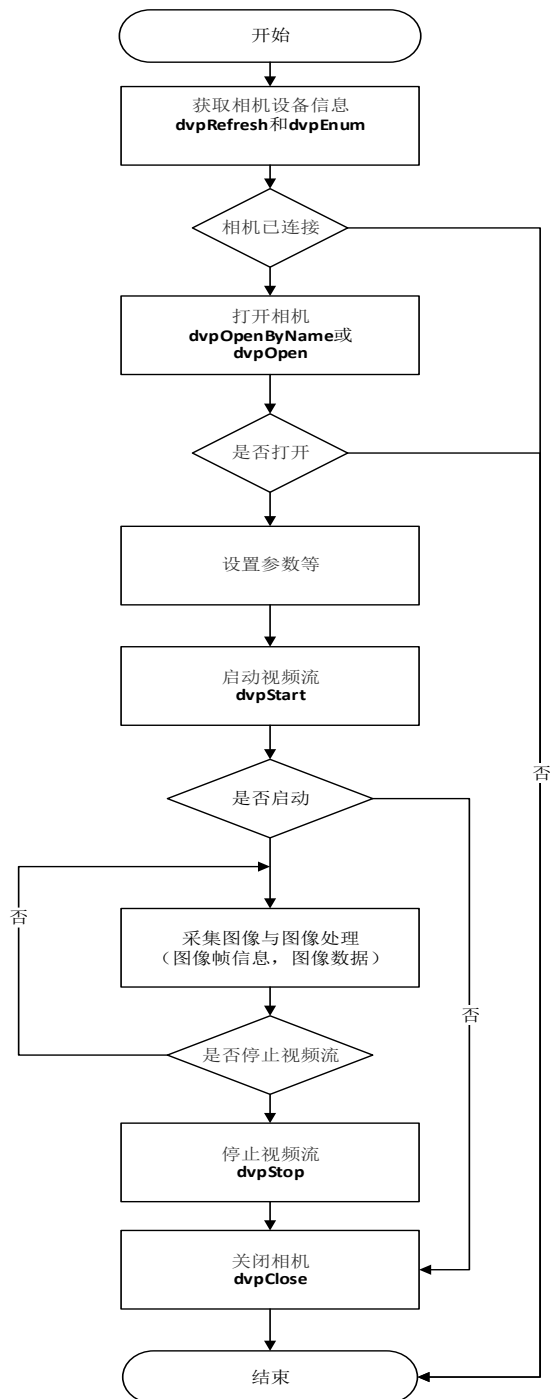 开始
获取相机设备信息
dvpRefresh和dvpEnum
相机已连接
打开相机
dvpOpenByName或
dvpOpen
是否打开
设置参数等
启动视频流
dvpStart
否
是否启动
否
采集图像与图像处理
（图像帧信息，图像数据）
否
是否停止视频流
停止视频流
dvpStop
关闭相机
dvpClose
结束